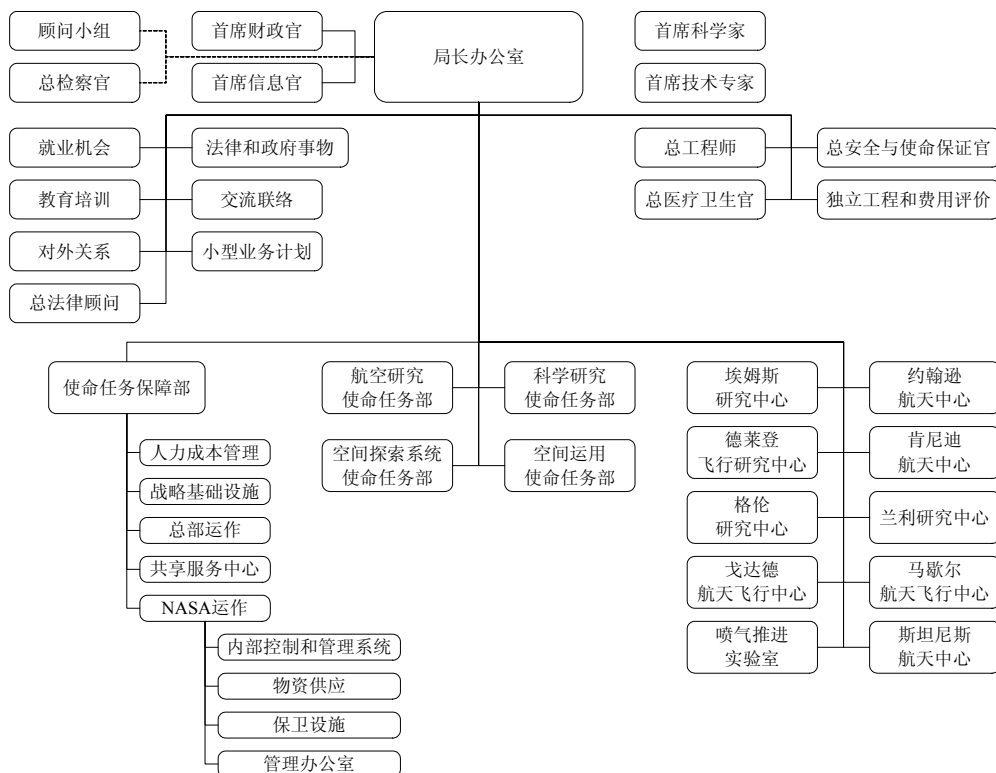 顾问小组
首席财政官
局长办公室
首席科学家
总检察官
首席信息官
首席技术专家
就业机会
法律和政府事物
总工程师
总安全与使命保证官
教育培训
交流联络
总医疗卫生官
独立工程和费用评价
对外关系
小型业务计划
总法律顾问
使命任务保障部
航空研究
使命任务部
科学研究
使命任务部
埃姆斯
研究中心
约翰逊
航天中心
人力成本管理
空间探索系统
使命任务部
空间运用
使命任务部
德莱登
飞行研究中心
肯尼迪
航天中心
战略基础设施
总部运作
格伦
研究中心
兰利研究中心
共享服务中心
戈达德
航天飞行中心
马歇尔
航天飞行中心
NASA运作
内部控制和管理系统
喷气推进
实验室
斯坦尼斯
航天中心
物资供应
保卫设施
管理办公室